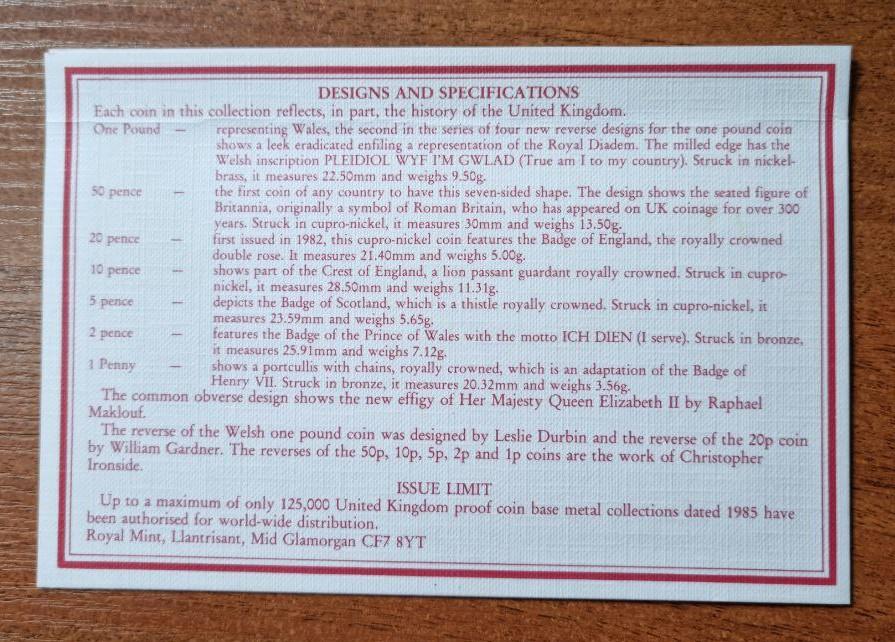 DESIGNS AND SPECIFICATIONS
Each coin in this collection reflects, in part, the history of the United Kingdom.
One Pound — representing Wales, the second in the series of four new reverse designs for the one pound coin
shows a leek eradicated enfiling a representation of the Royal Diadem. The milled edge has the
Welsh inscription PLEIDIOL WYF I'M GWLAD (True am I to my country). Struck in nickel-
brass, it measures 22.50mm and weighs 9.50g.
50 pence — the first coin of any country to have this seven-sided shape. The design shows the seated figure of
Britannia, originally a symbol of Roman Britain, who has appeared on UK coinage for over 300
years. Struck in cupro-nickel, it measures 30mm and weighs 13.50g.
20 pence — first issued in 1982, this cupro-nickel coin features the Badge of England, the royally crowned
double rose. It measures 21.40mm and weighs 5.00g.
10 pence — shows part of the Crest of England, a lion passant guardant royally crowned. Struck in cupro-
nickel, it measures 28.50mm and weighs 11.31g.
5 pence — depicts the Badge of Scotland, which is a thistle royally crowned. Struck in cupro-nickel, it
measures 23.59mm and weighs 5.65g.
2 pence — features the Badge of the Prince of Wales with the motto ICH DIEN (I serve). Struck in bronze,
it measures 25.91mm and weighs 7.12g.
1 Penny — shows a portcullis with chains, royally crowned, which is an adaptation of the Badge of
Henry VII. Struck in bronze, it measures 20.32mm and weighs 3.56g.
The common obverse design shows the new effigy of Her Majesty Queen Elizabeth II by Raphael
Maklouf.
The reverse of the Welsh one pound coin was designed by Leslie Durbin and the reverse of the 20p coin
by William Gardner. The reverses of the 50p, 10p, 5p, 2p and 1p coins are the work of Christopher
Ironside.
ISSUE LIMIT
Up to a maximum of only 125,000 United Kingdom proof coin base metal collections dated 1985 have
been authorised for world-wide distribution.
Royal Mint, Llantrisant, Mid Glamorgan CF7 8YT